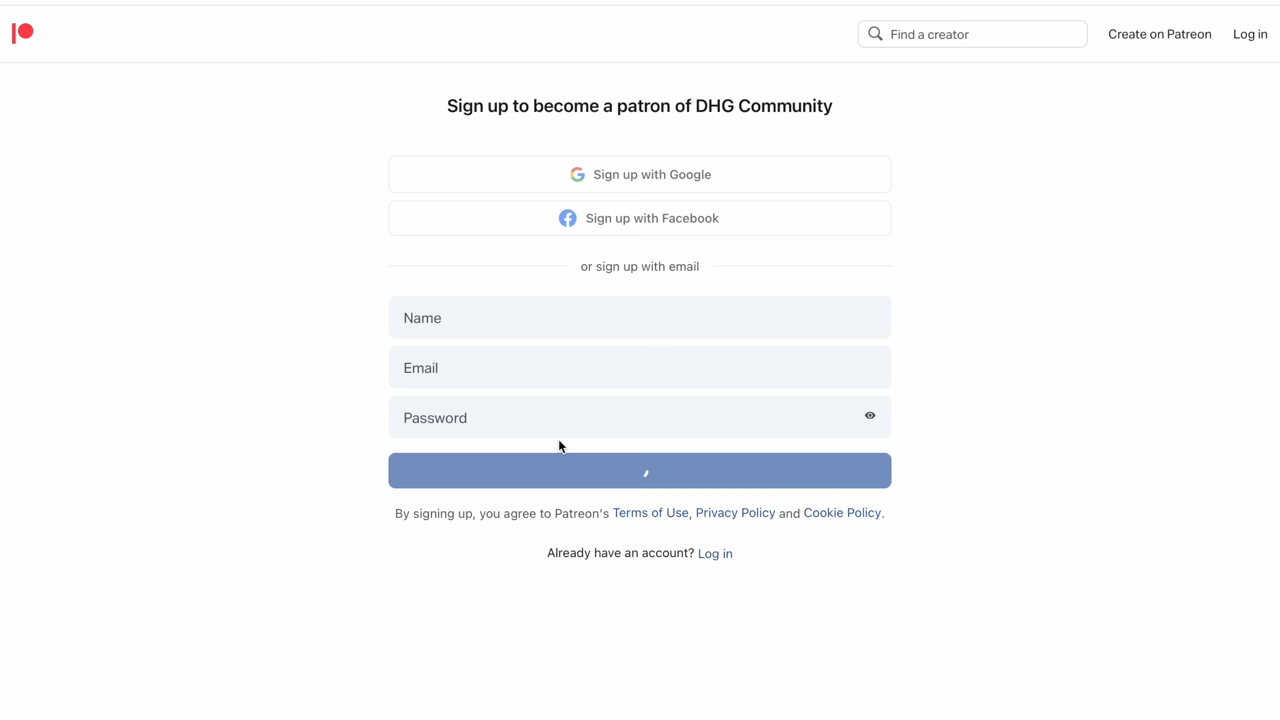 Find a creator
Create on Patreon
Log in
Sign up to become a patron of DHG Community
Sign up with Google
Sign up with Facebook
or sign up with email
Name
Email
Password
By signing up, you agree to Patreon's Terms of Use, Privacy Policy and Cookie Policy.
Already have an account? Log in